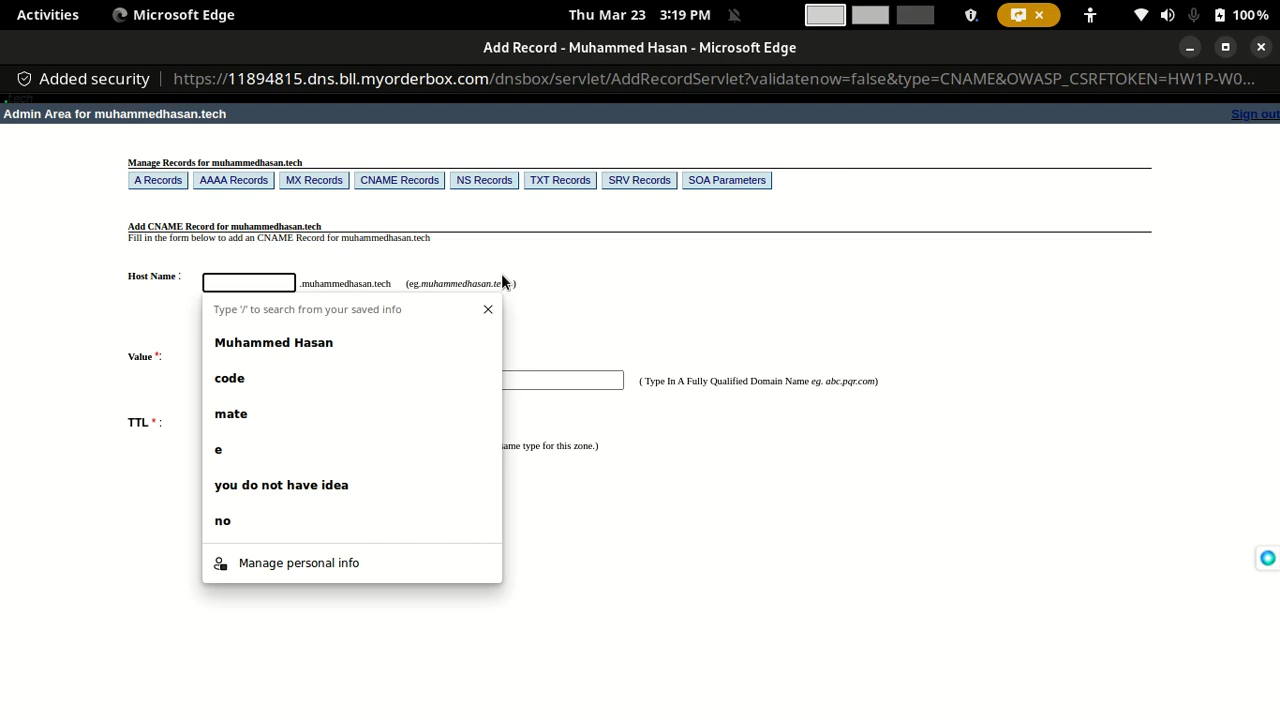 Activities
Microsoft Edge
Thu Mar 23 3:19 PM
100%
Add Record - Muhammed Hasan - Microsoft Edge
Added security
https://11894815.dns.bll.myorderbox.com/dnsbox/servlet/AddRecordServlet?validatenow=false&type=CNAME&OWASP_CSRFTOKEN=HW1P-W0...
.tech
Admin Area for muhammedhasan.tech
Sign out
Manage Records for muhammedhasan.tech
A Records
AAAA Records
MX Records
CNAME Records
NS Records
TXT Records
SRV Records
SOA Parameters
Add CNAME Record for muhammedhasan.tech
Fill in the form below to add an CNAME Record for muhammedhasan.tech
Host Name :
.muhammedhasan.tech
Type '/' to search from your saved info
Muhammed Hasan
Value *:
code
( Type In A Fully Qualified Domain Name eg. abc.pqr.com)
mate
TTL * :
same type for this zone.)
e
you do not have idea
no
Manage personal info